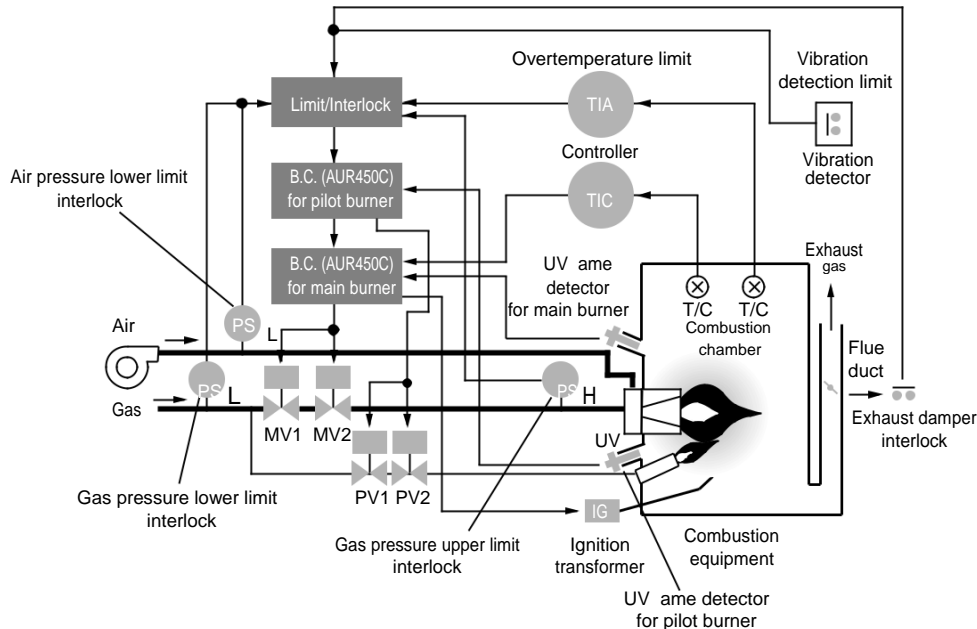 Overtemperature limit
Vibration
detection limit
Limit/Interlock
TIA
Vibration
detector
Controller
Air pressure lower limit
interlock
B.C. (AUR450C)
for pilot burner
TIC
B.C. (AUR450C)
for main burner
UV ame
detector
for main burner
Exhaust
gas
T/C
T/C
Combustion
chamber
Air
PS
L
Flue
duct
Gas
PS
L
PS
H
MV1
MV2
UV
Exhaust damper
interlock
PV1
PV2
Gas pressure lower limit
interlock
IG
Gas pressure upper limit
interlock
Ignition
transformer
Combustion
equipment
UV ame detector
for pilot burner